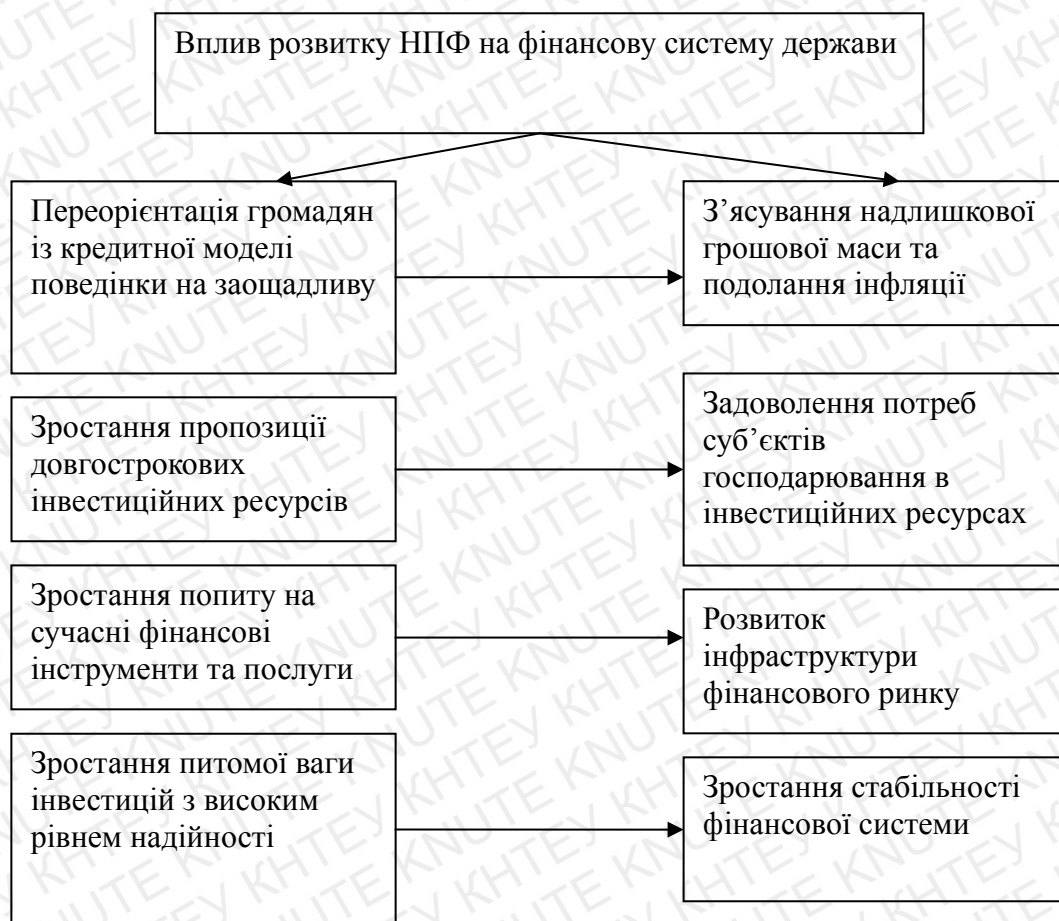 Вплив розвитку НПФ на фінансову систему держави
Переорієнтація громадян
із кредитної моделі
поведінки на заощадливу
З’ясування надлишкової
грошової маси та
подолання інфляції
Зростання пропозиції
довгострокових
інвестиційних ресурсів
Задоволення потреб
суб’єктів
господарювання в
інвестиційних ресурсах
Зростання попиту на
сучасні фінансові
інструменти та послуги
Розвиток
інфраструктури
фінансового ринку
Зростання питомої ваги
інвестицій з високим
рівнем надійності
Зростання стабільності
фінансової системи